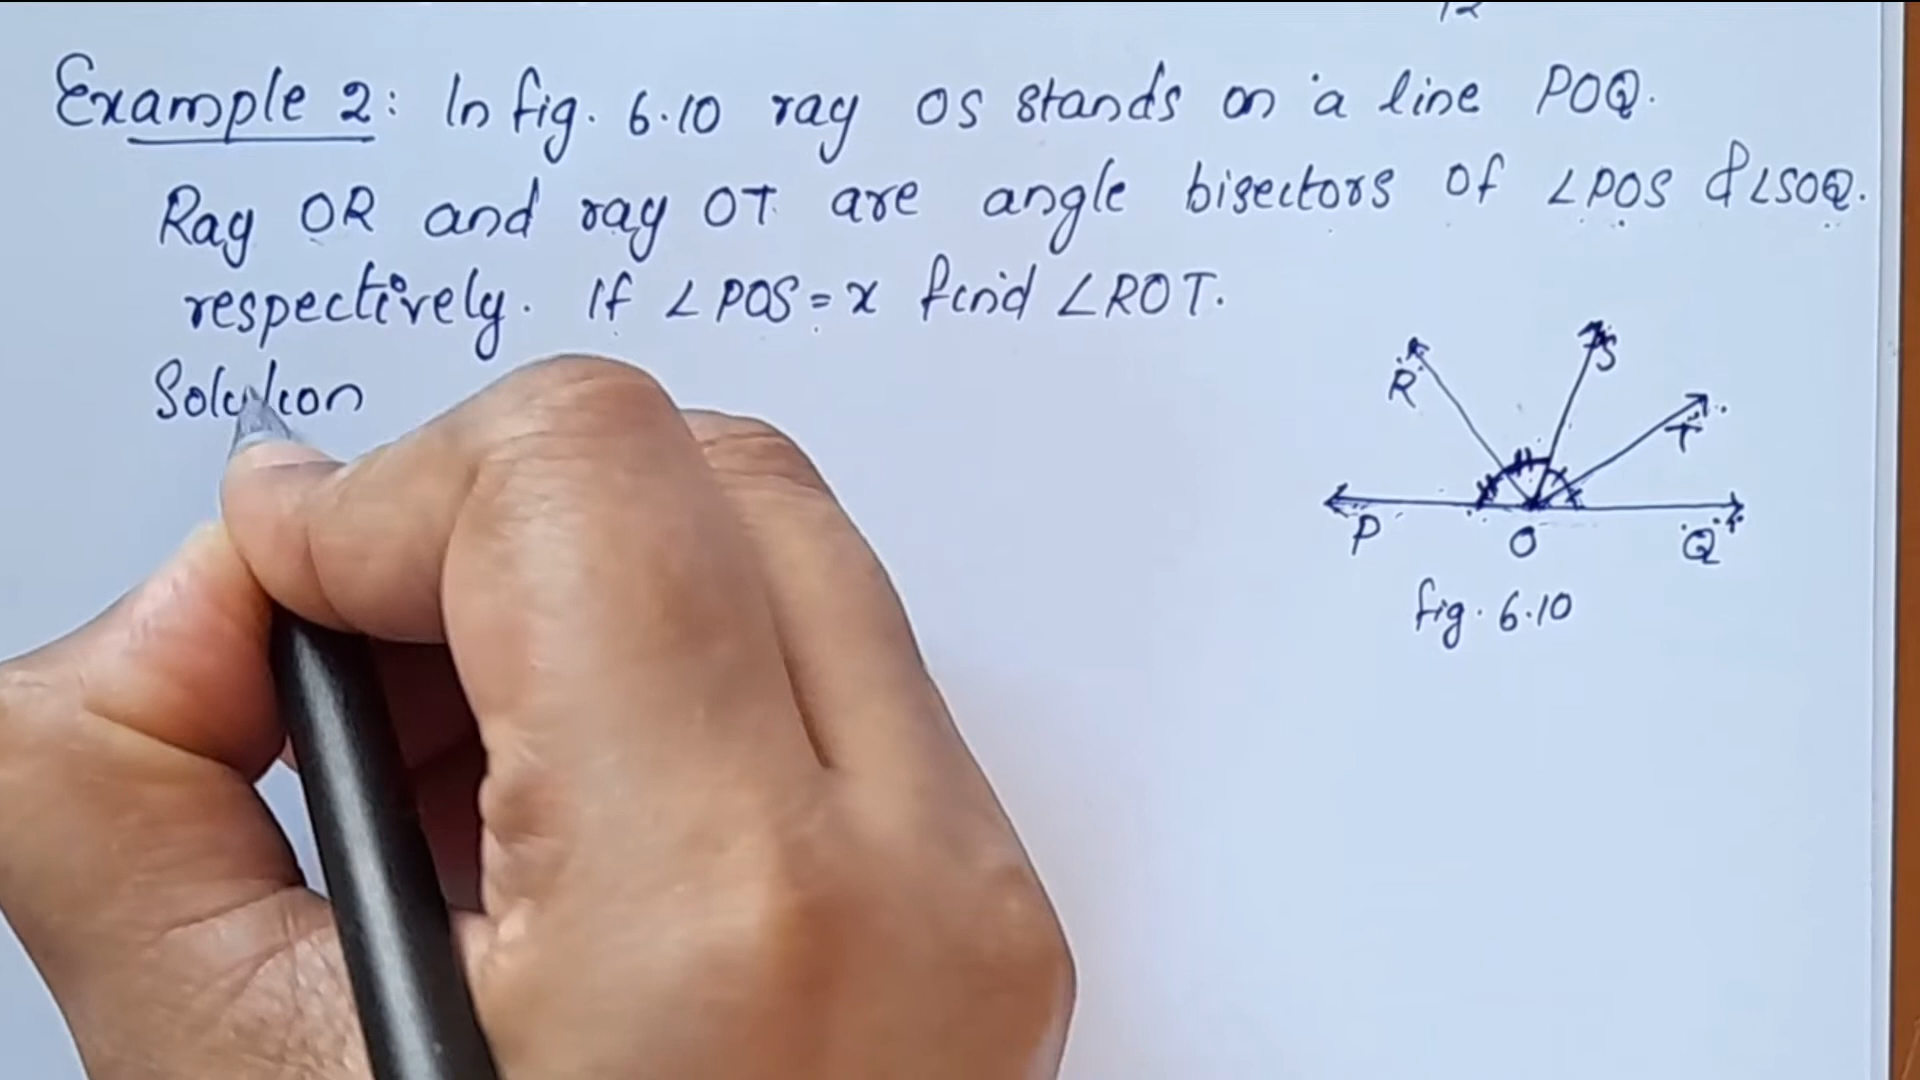 12
Example 2: In fig. 6.10 ray OS stands on a line POQ.
Ray OR and ray OT are angle bisectors of ∠POS & ∠SOQ.
respectively. If ∠POS = x find ∠ROT.
Solution
R
S
T
P
O
Q
fig. 6.10